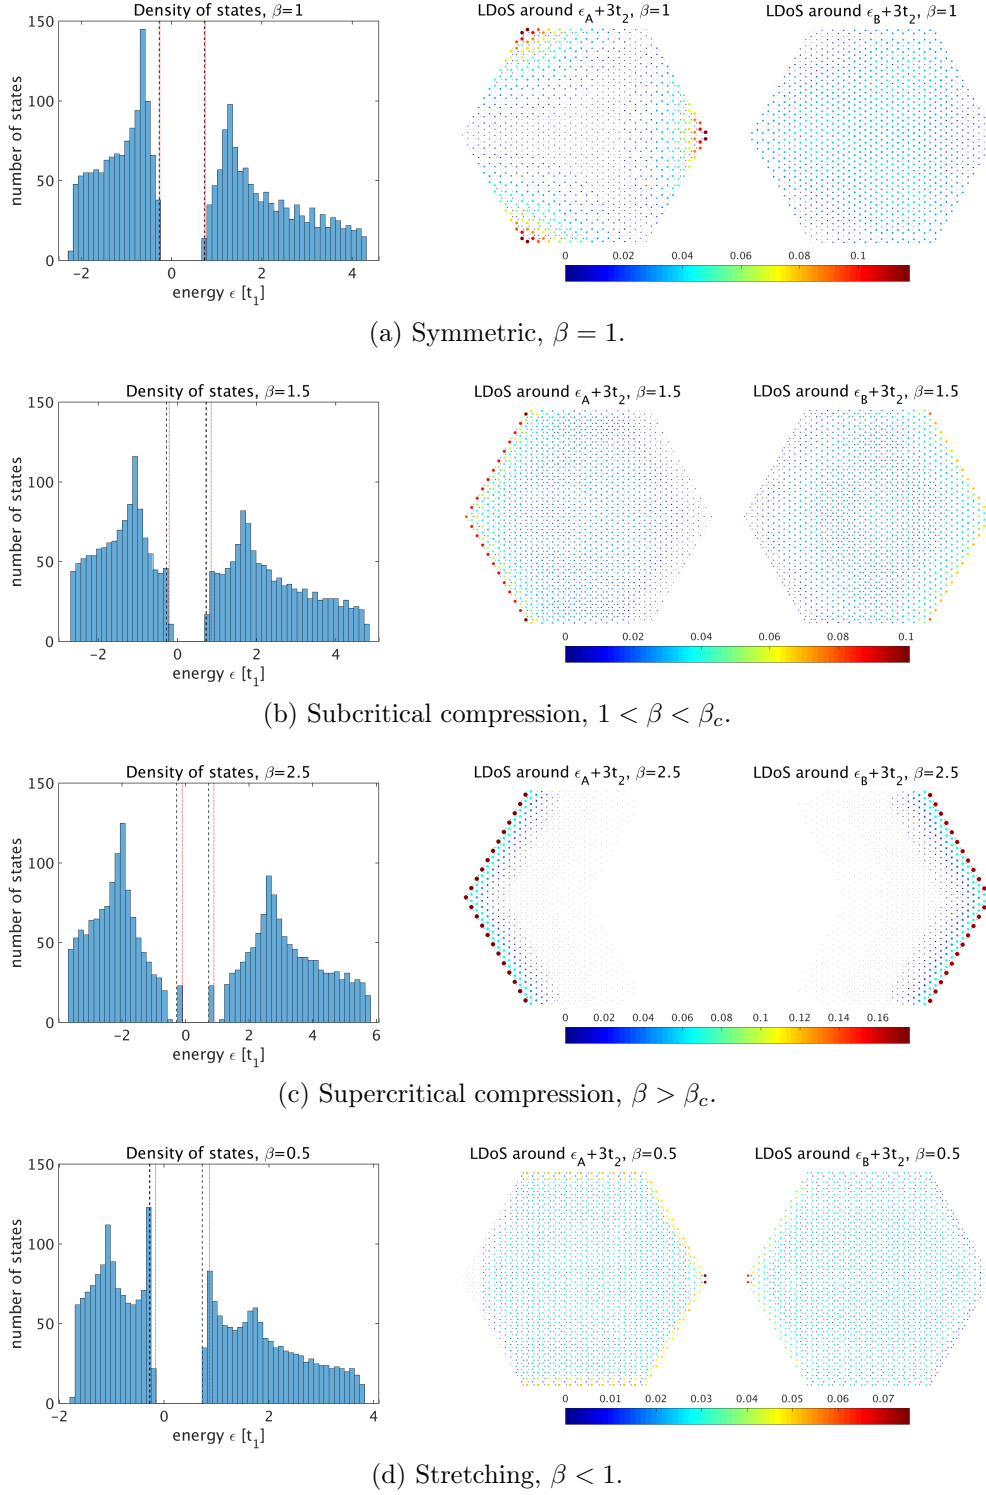 Density of states, β=1
LDoS around ϵ_A+3t_2, β=1
LDoS around ϵ_B+3t_2, β=1
number of states
150
100
50
0
−2
0
2
4
energy ϵ [t_1]
0
0.02
0.04
0.06
0.08
0.1
(a) Symmetric, β = 1.
Density of states, β=1.5
LDoS around ϵ_A+3t_2, β=1.5
LDoS around ϵ_B+3t_2, β=1.5
number of states
150
100
50
0
−2
0
2
4
energy ϵ [t_1]
0
0.02
0.04
0.06
0.08
0.1
(b) Subcritical compression, 1 < β < β_c.
Density of states, β=2.5
LDoS around ϵ_A+3t_2, β=2.5
LDoS around ϵ_B+3t_2, β=2.5
number of states
150
100
50
0
−2
0
2
4
6
energy ϵ [t_1]
0
0.02
0.04
0.06
0.08
0.1
0.12
0.14
0.16
(c) Supercritical compression, β > β_c.
Density of states, β=0.5
LDoS around ϵ_A+3t_2, β=0.5
LDoS around ϵ_B+3t_2, β=0.5
number of states
150
100
50
0
−2
0
2
4
energy ϵ [t_1]
0
0.01
0.02
0.03
0.04
0.05
0.06
0.07
(d) Stretching, β < 1.